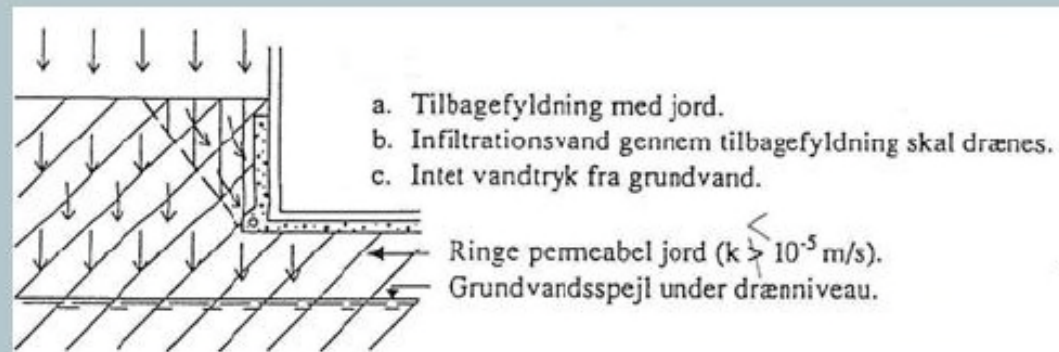 a. Tilbagefyldning med jord.
b. Infiltrationsvand gennem tilbagefyldning skal drænes.
c. Intet vandtryk fra grundvand.
Ringe permeabel jord (k < 10⁻⁵ m/s).
Grundvandsspejl under drænniveau.